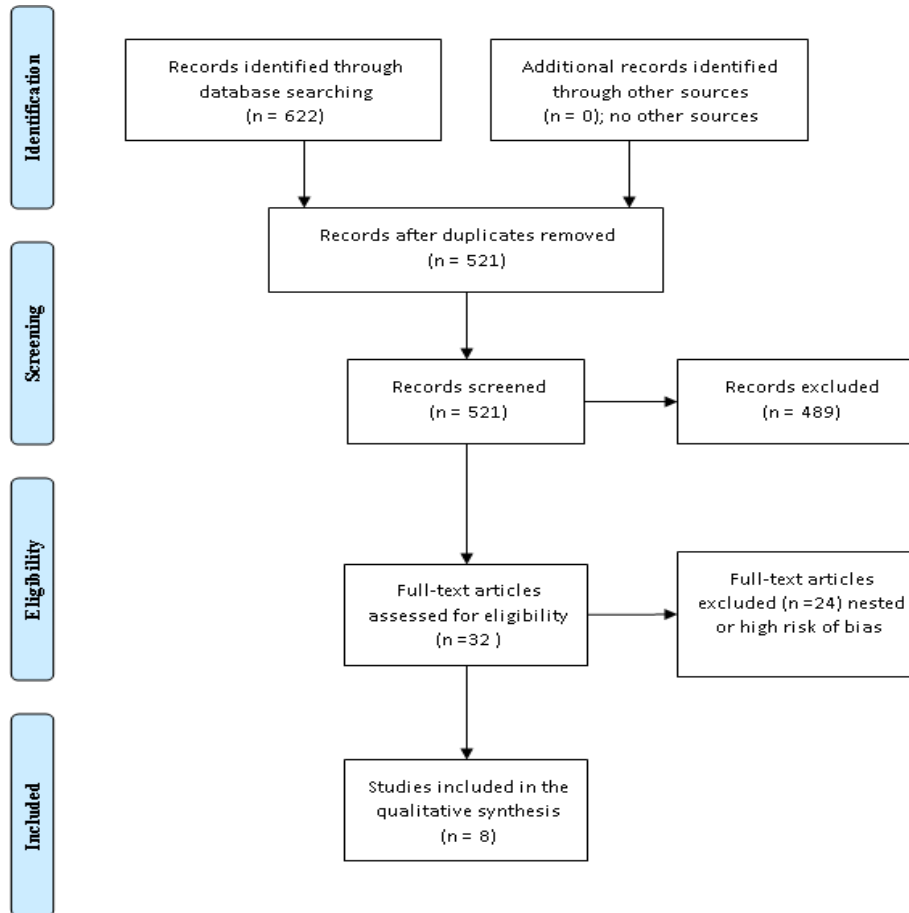 Identification
Records identified through
database searching
(n = 622)
Additional records identified
through other sources
(n = 0); no other sources
Records after duplicates removed
(n = 521)
Screening
Records screened
(n = 521)
Records excluded
(n = 489)
Eligibility
Full-text articles
assessed for eligibility
(n =32 )
Full-text articles
excluded (n =24) nested
or high risk of bias
Included
Studies included in the
qualitative synthesis
(n = 8)